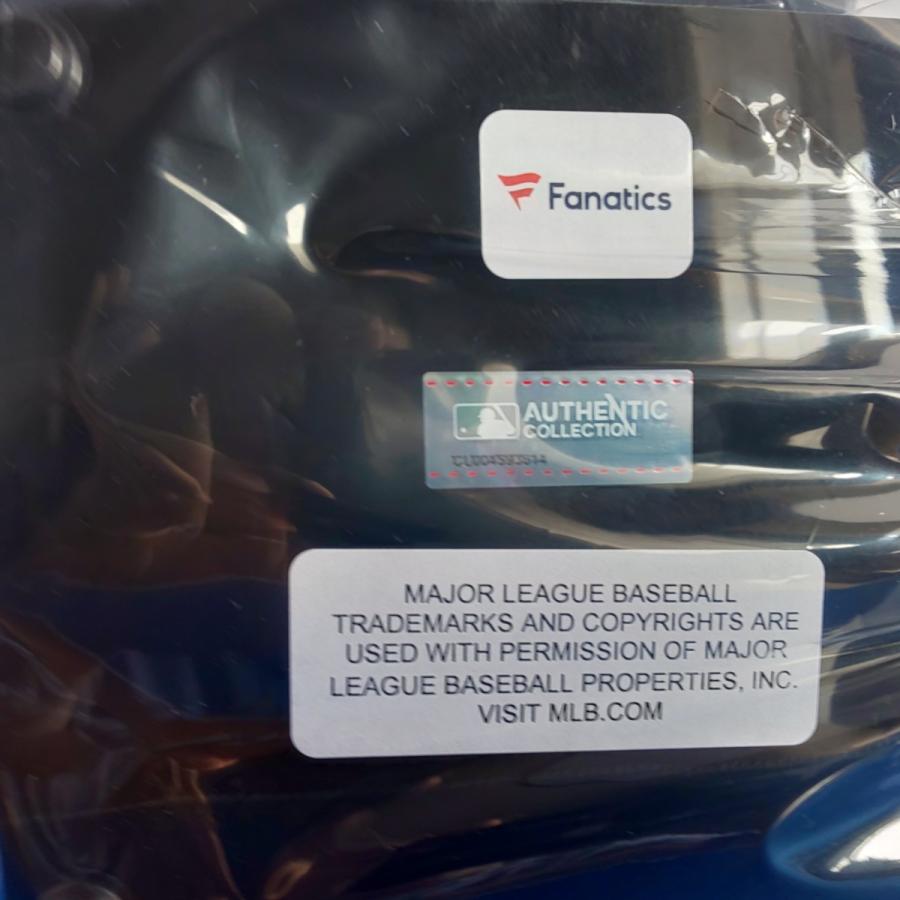 Fanatics
AUTHENTIC
COLLECTION
MAJOR LEAGUE BASEBALL
TRADEMARKS AND COPYRIGHTS ARE
USED WITH PERMISSION OF MAJOR
LEAGUE BASEBALL PROPERTIES, INC.
VISIT MLB.COM